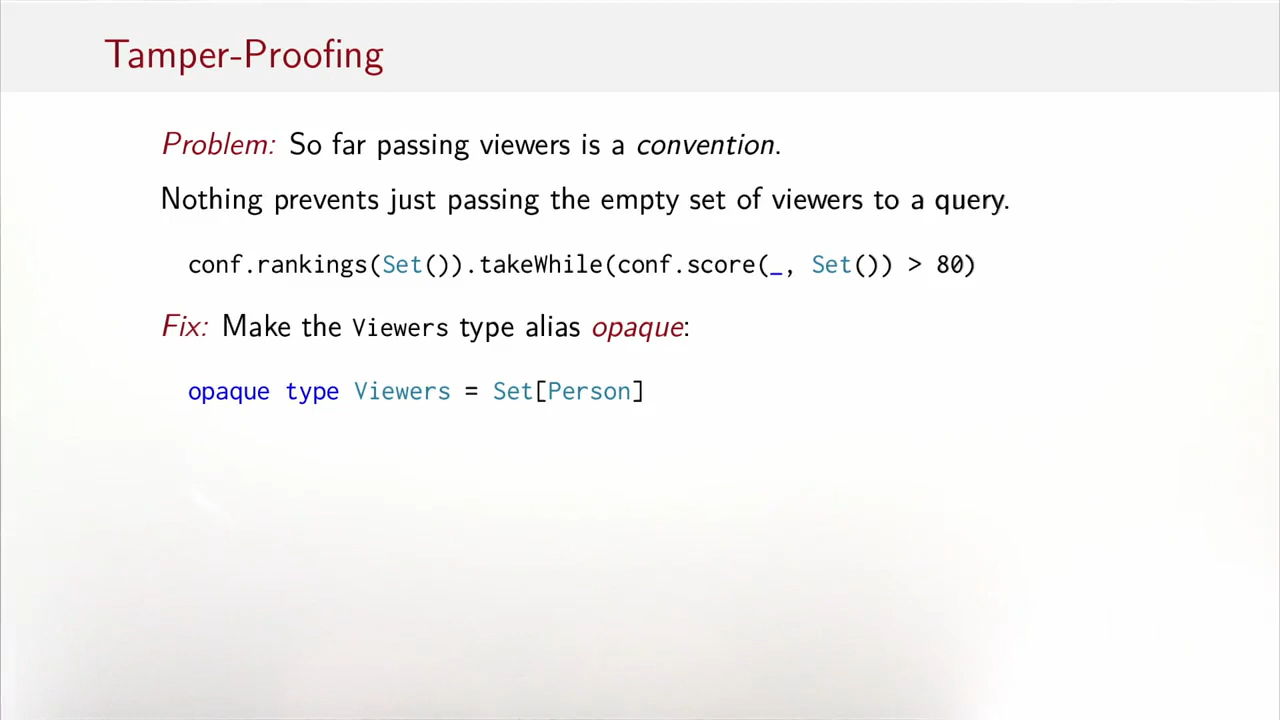 Tamper-Proofing
Problem: So far passing viewers is a convention.
Nothing prevents just passing the empty set of viewers to a query.
conf.rankings(Set()).takeWhile(conf.score(_, Set()) > 80)
Fix: Make the Viewers type alias opaque:
opaque type Viewers = Set[Person]